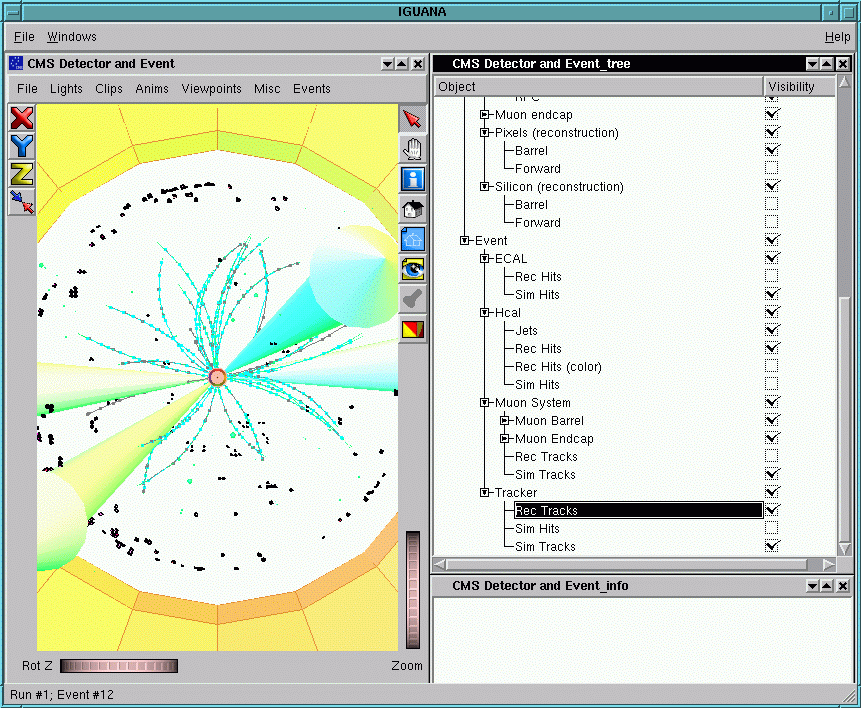 IGUANA
File Windows Help
CMS Detector and Event
File Lights Clips Anims Viewpoints Misc Events
X
Y
Z
Rot Z
Zoom
CMS Detector and Event_tree
Object Visibility
RPC
Muon endcap
Pixels (reconstruction)
Barrel
Forward
Silicon (reconstruction)
Barrel
Forward
Event
ECAL
Rec Hits
Sim Hits
Hcal
Jets
Rec Hits
Rec Hits (color)
Sim Hits
Muon System
Muon Barrel
Muon Endcap
Rec Tracks
Sim Tracks
Tracker
Rec Tracks
Sim Hits
Sim Tracks
CMS Detector and Event_info
Run #1; Event #12